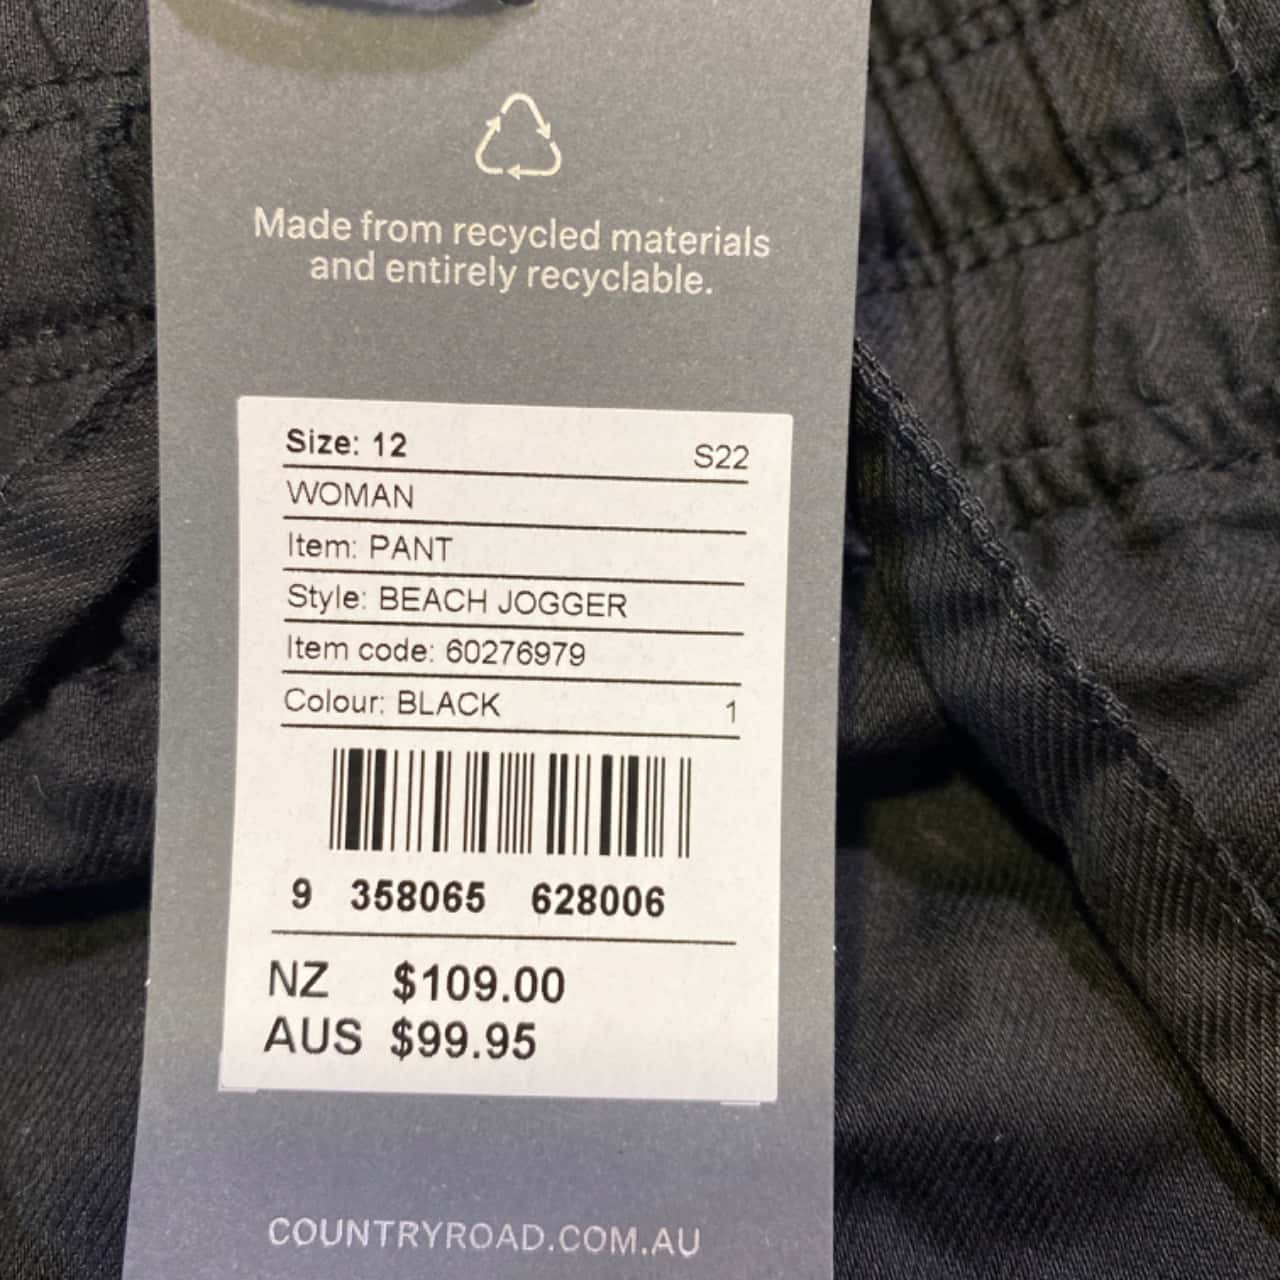 Made from recycled materials
and entirely recyclable.
Size: 12 S22
WOMAN
Item: PANT
Style: BEACH JOGGER
Item code: 60276979
Colour: BLACK 1
9 358065 628006
NZ $109.00
AUS $99.95
COUNTRYROAD.COM.AU